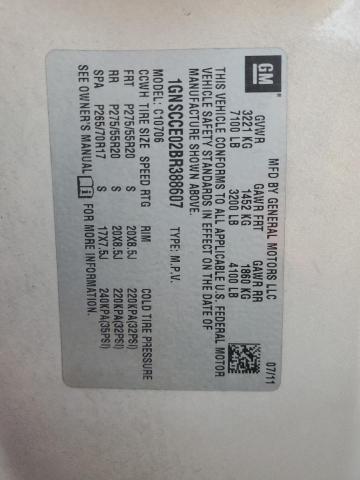 GM
MFD BY GENERAL MOTORS LLC 07/11
GVWR GAWR FRT GAWR RR
3221 KG 1452 KG 1860 KG
7100 LB 3200 LB 4100 LB
THIS VEHICLE CONFORMS TO ALL APPLICABLE U.S. FEDERAL MOTOR
VEHICLE SAFETY STANDARDS IN EFFECT ON THE DATE OF
MANUFACTURE SHOWN ABOVE.
1GNSCCE02BR388607 TYPE: M.P.V.
MODEL: C10706
CCWH TIRE SIZE SPEED RTG RIM COLD TIRE PRESSURE
FRT P275/55R20 S 20X8.5J 220KPA(32PSI)
RR P275/55R20 S 20X8.5J 220KPA(32PSI)
SPA P265/70R17 S 17X7.5J 240KPA(35PSI)
SEE OWNER'S MANUAL i FOR MORE INFORMATION.